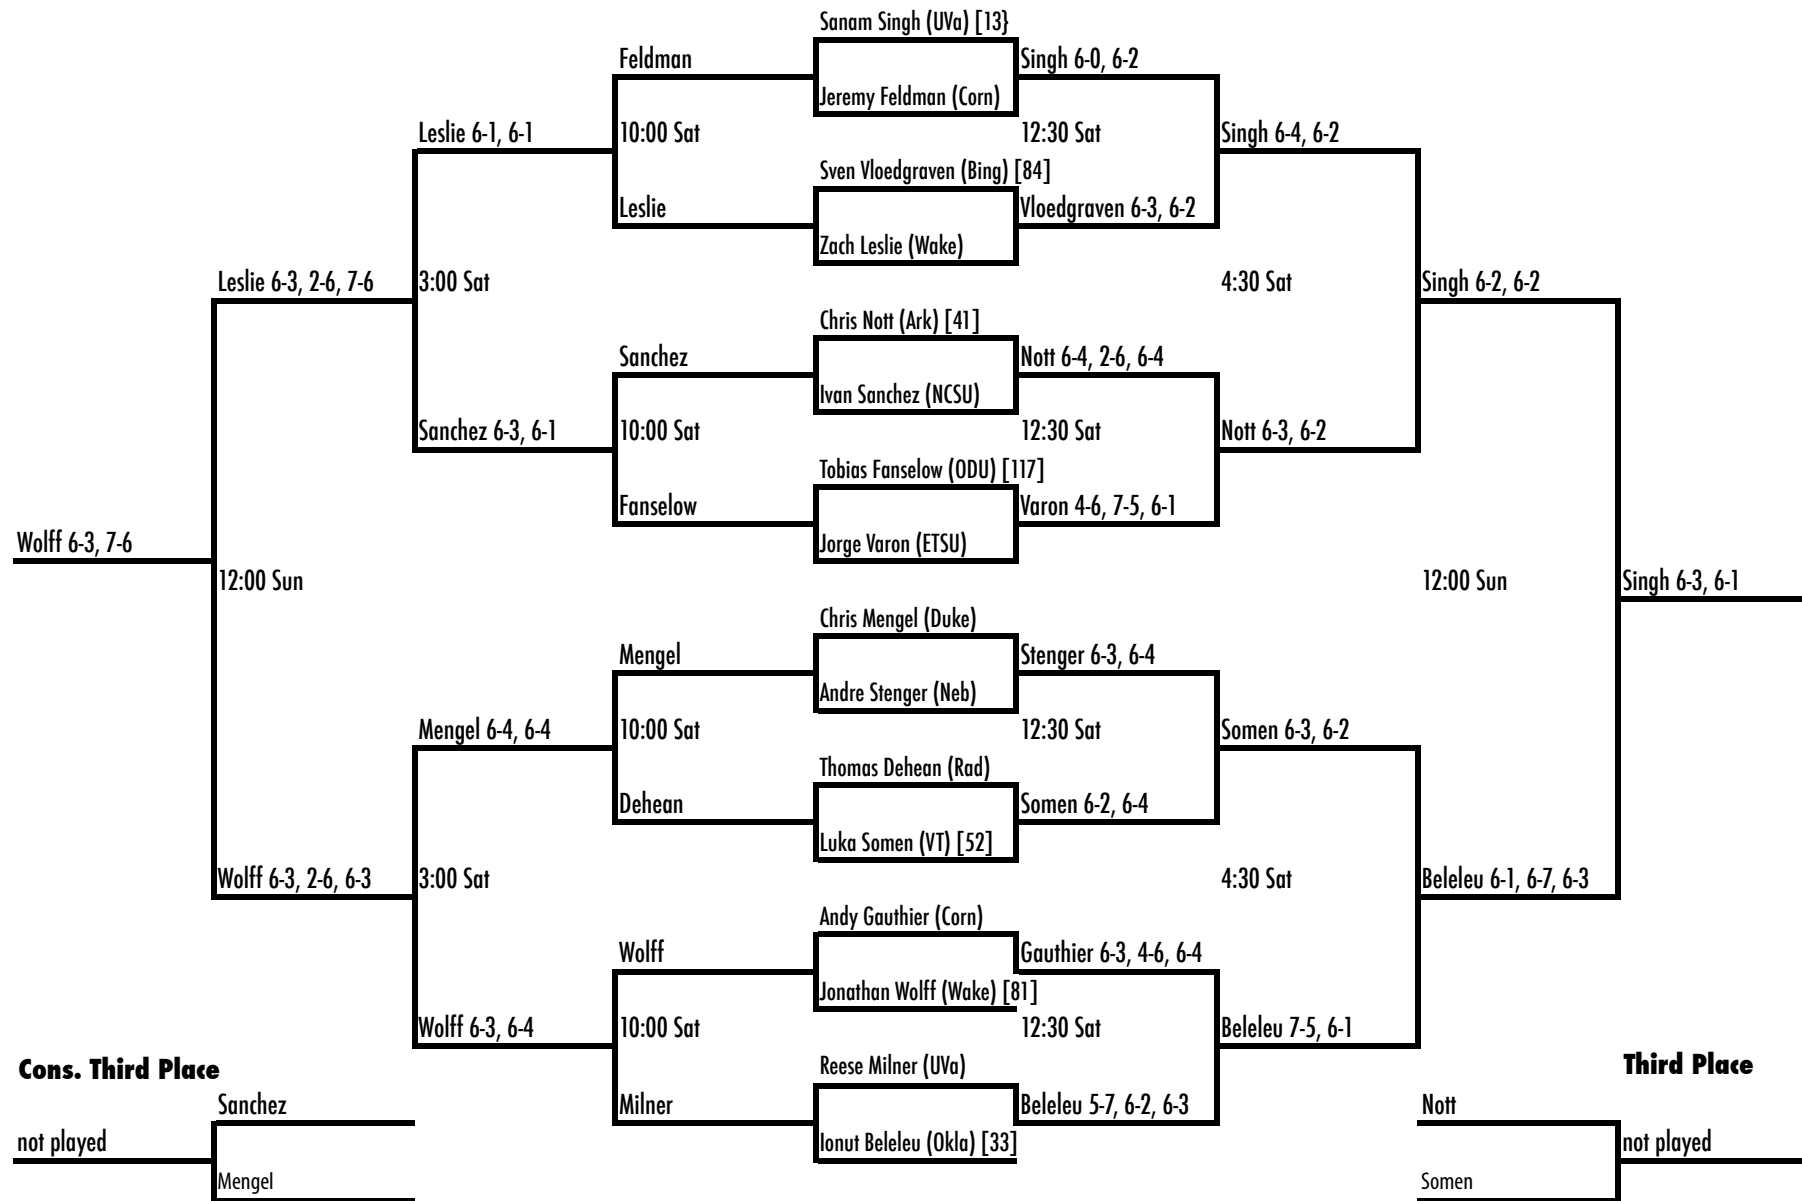 Sanam Singh (UVa) [13}
Feldman
Singh 6-0, 6-2
Jeremy Feldman (Corn)
Leslie 6-1, 6-1
10:00 Sat
12:30 Sat
Singh 6-4, 6-2
Sven Vloedgraven (Bing) [84]
Leslie
Vloedgraven 6-3, 6-2
Zach Leslie (Wake)
Leslie 6-3, 2-6, 7-6
3:00 Sat
4:30 Sat
Singh 6-2, 6-2
Chris Nott (Ark) [41]
Sanchez
Nott 6-4, 2-6, 6-4
Ivan Sanchez (NCSU)
Sanchez 6-3, 6-1
10:00 Sat
12:30 Sat
Nott 6-3, 6-2
Tobias Fanselow (ODU) [117]
Fanselow
Varon 4-6, 7-5, 6-1
Wolff 6-3, 7-6
Jorge Varon (ETSU)
12:00 Sun
12:00 Sun
Singh 6-3, 6-1
Chris Mengel (Duke)
Mengel
Stenger 6-3, 6-4
Andre Stenger (Neb)
Mengel 6-4, 6-4
10:00 Sat
12:30 Sat
Somen 6-3, 6-2
Thomas Dehean (Rad)
Dehean
Somen 6-2, 6-4
Luka Somen (VT) [52]
Wolff 6-3, 2-6, 6-3
3:00 Sat
4:30 Sat
Beleleu 6-1, 6-7, 6-3
Andy Gauthier (Corn)
Wolff
Gauthier 6-3, 4-6, 6-4
Jonathan Wolff (Wake) [81]
Wolff 6-3, 6-4
10:00 Sat
12:30 Sat
Beleleu 7-5, 6-1
Cons. Third Place
Reese Milner (UVa)
Third Place
Sanchez
Milner
Beleleu 5-7, 6-2, 6-3
Nott
not played
Ionut Beleleu (Okla) [33]
not played
Mengel
Somen